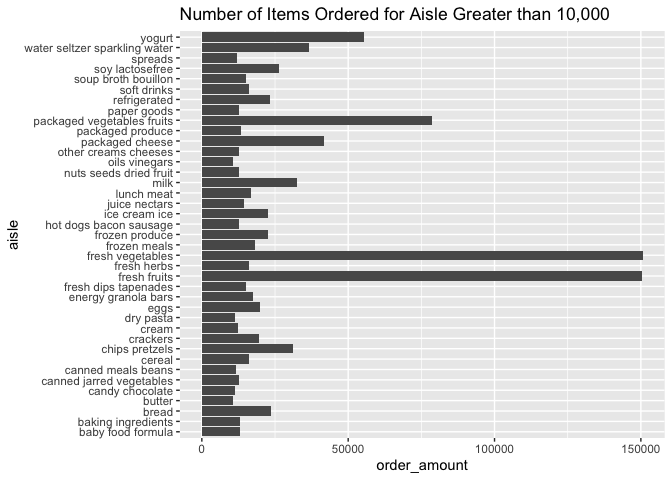 Number of Items Ordered for Aisle Greater than 10,000
yogurt
water seltzer sparkling water
spreads
soy lactosefree
soup broth bouillon
soft drinks
refrigerated
paper goods
packaged vegetables fruits
packaged produce
packaged cheese
other creams cheeses
oils vinegars
nuts seeds dried fruit
milk
lunch meat
juice nectars
ice cream ice
hot dogs bacon sausage
frozen produce
frozen meals
fresh vegetables
fresh herbs
fresh fruits
fresh dips tapenades
energy granola bars
eggs
dry pasta
cream
crackers
chips pretzels
cereal
canned meals beans
canned jarred vegetables
candy chocolate
butter
bread
baking ingredients
baby food formula
aisle
0 50000 100000 150000
order_amount